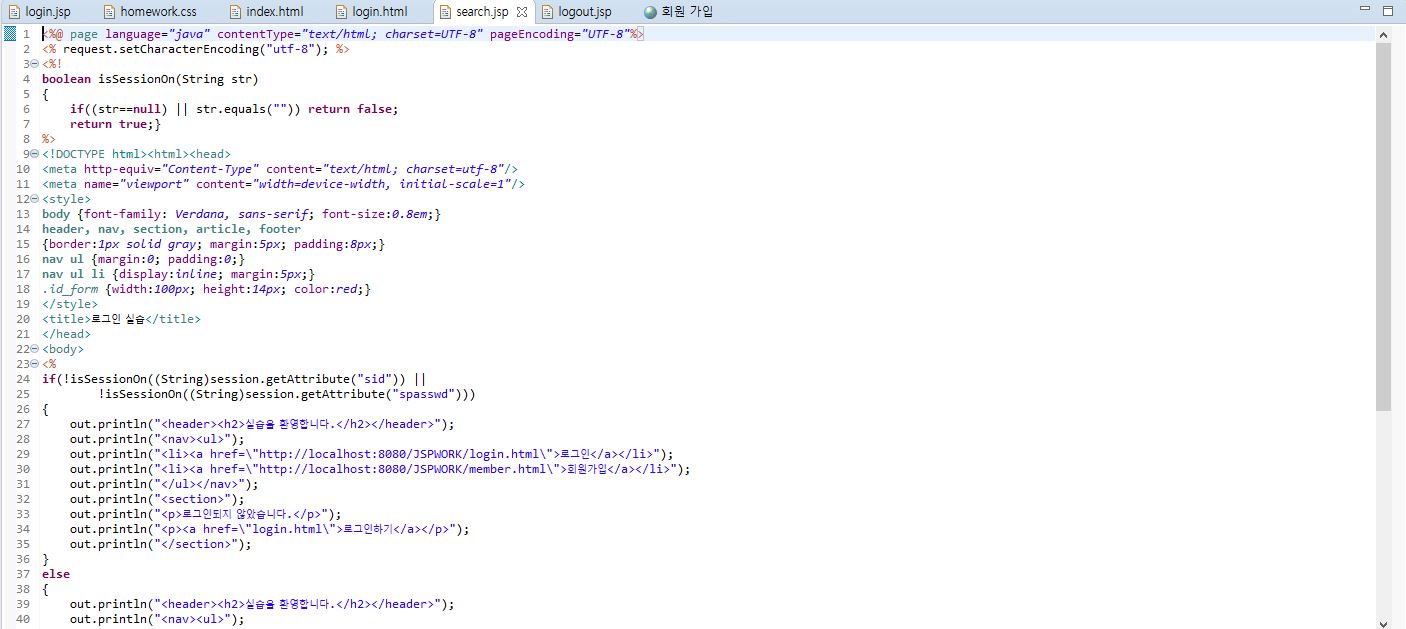 login.jsp homework.css index.html login.html search.jsp logout.jsp 회원 가입
1 <%@ page language="java" contentType="text/html; charset=UTF-8" pageEncoding="UTF-8"%>
2 <% request.setCharacterEncoding("utf-8"); %>
3 <%!
4 boolean isSessionOn(String str)
5 {
6 if((str==null) || str.equals("")) return false;
7 return true;}
8 %>
9 <!DOCTYPE html><html><head>
10 <meta http-equiv="Content-Type" content="text/html; charset=utf-8"/>
11 <meta name="viewport" content="width=device-width, initial-scale=1"/>
12 <style>
13 body {font-family: Verdana, sans-serif; font-size:0.8em;}
14 header, nav, section, article, footer
15 {border:1px solid gray; margin:5px; padding:8px;}
16 nav ul {margin:0; padding:0;}
17 nav ul li {display:inline; margin:5px;}
18 .id_form {width:100px; height:14px; color:red;}
19 </style>
20 <title>로그인 실습</title>
21 </head>
22 <body>
23 <%
24 if(!isSessionOn((String)session.getAttribute("sid")) ||
25 !isSessionOn((String)session.getAttribute("spasswd")))
26 {
27 out.println("<header><h2>실습을 환영합니다.</h2></header>");
28 out.println("<nav><ul>");
29 out.println("<li><a href=\"http://localhost:8080/JSPWORK/login.html\">로그인</a></li>");
30 out.println("<li><a href=\"http://localhost:8080/JSPWORK/member.html\">회원가입</a></li>");
31 out.println("</ul></nav>");
32 out.println("<section>");
33 out.println("<p>로그인되지 않았습니다.</p>");
34 out.println("<p><a href=\"login.html\">로그인하기</a></p>");
35 out.println("</section>");
36 }
37 else
38 {
39 out.println("<header><h2>실습을 환영합니다.</h2></header>");
40 out.println("<nav><ul>");